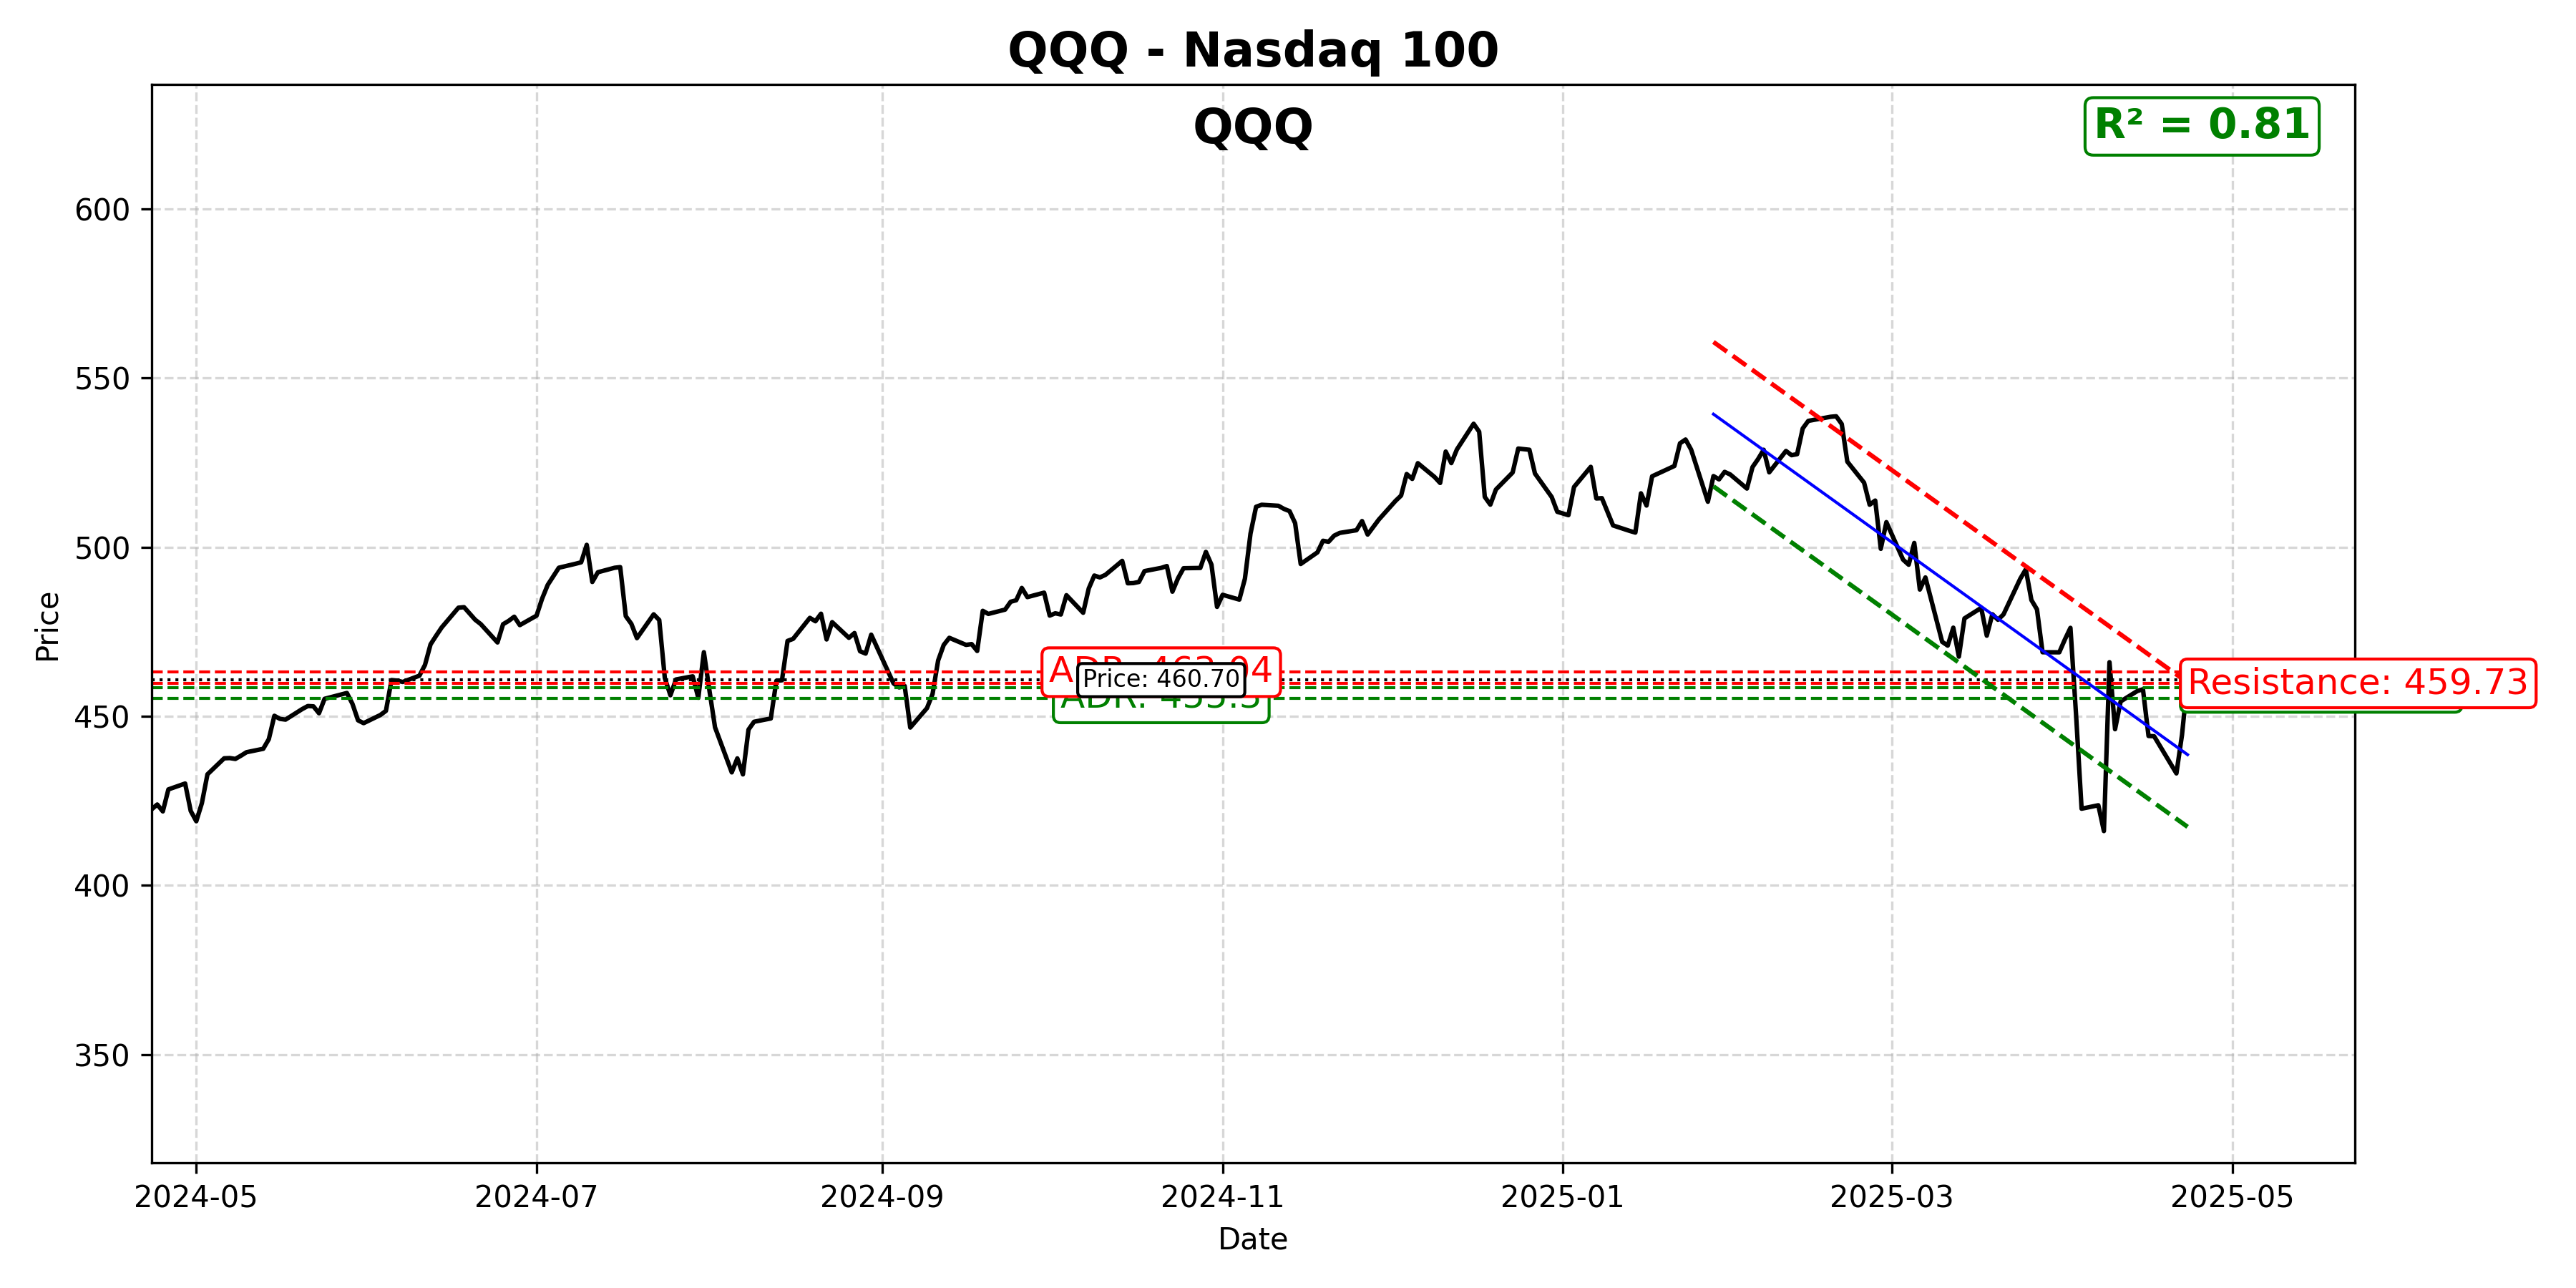 QQQ - Nasdaq 100
QQQ
R² = 0.81
Price
600
550
500
450
400
350
Price: 460.70
Resistance: 459.73
2024-05
2024-07
2024-09
2024-11
2025-01
2025-03
2025-05
Date